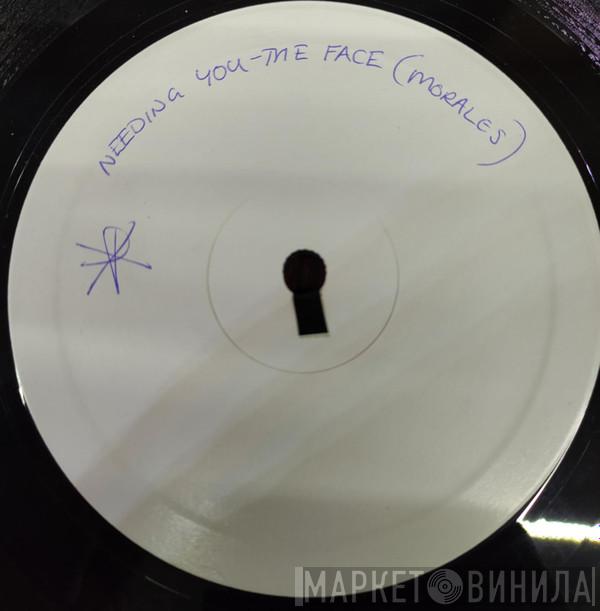 NEEDING YOU-THE FACE (MORALES)
МАРКЕТ ВИНИЛА